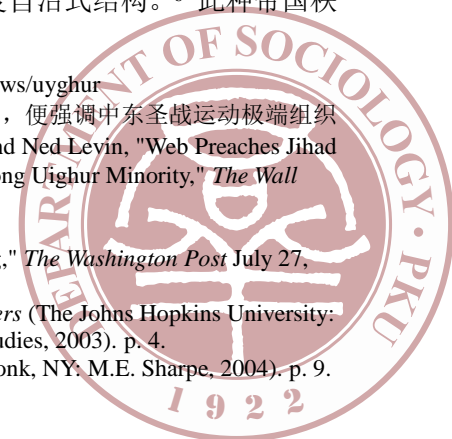 自治式结构。
此种帝国秩
ws/uyghur
，便强调中东圣战运动极端组织
nd Ned Levin, "Web Preaches Jihad
ong Uighur Minority," The Wall
," The Washington Post July 27,
ers (The Johns Hopkins University:
udies, 2003). p. 4.
onk, NY: M.E. Sharpe, 2004). p. 9.
DEPARTMENT OF SOCIOLOGY · PKU
1922